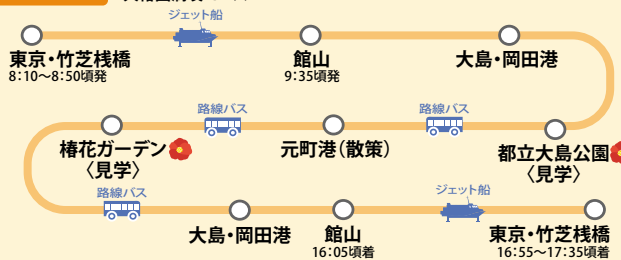 ジェット船
東京・竹芝桟橋
8:10〜8:50頃発
館山
9:35頃発
大島・岡田港
路線バス
路線バス
椿花ガーデン
〈見学〉
元町港(散策)
都立大島公園
〈見学〉
路線バス
ジェット船
大島・岡田港
館山
16:05頃着
東京・竹芝桟橋
16:55〜17:35頃着